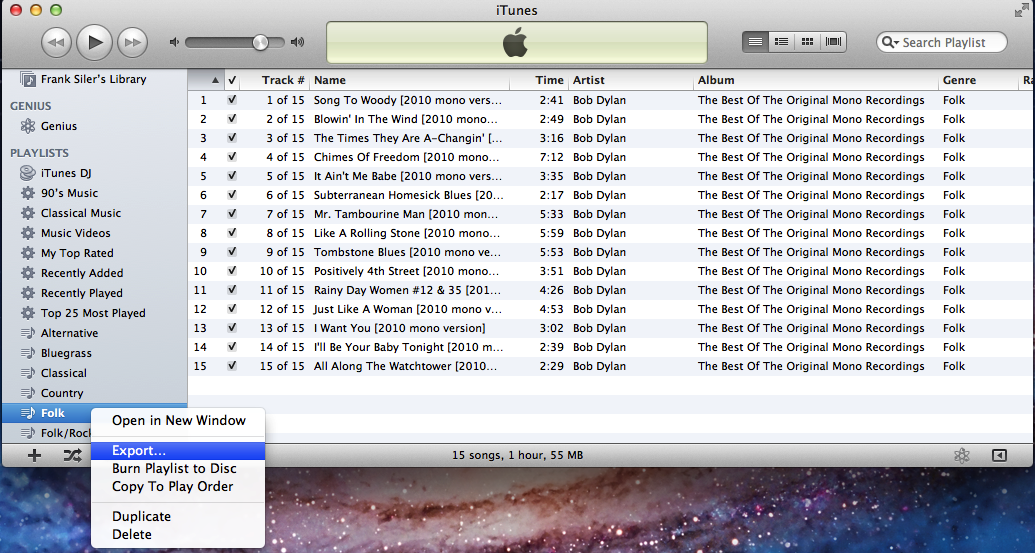 iTunes
Search Playlist
Frank Siler's Library
GENIUS
Genius
PLAYLISTS
iTunes DJ
90's Music
Classical Music
Music Videos
My Top Rated
Recently Added
Recently Played
Top 25 Most Played
Alternative
Bluegrass
Classical
Country
Folk
Folk/Rock
Track # Name Time Artist Album Genre Ra
1 1 of 15 Song To Woody [2010 mono vers... 2:41 Bob Dylan The Best Of The Original Mono Recordings Folk
2 2 of 15 Blowin' In The Wind [2010 mono... 2:49 Bob Dylan The Best Of The Original Mono Recordings Folk
3 3 of 15 The Times They Are A-Changin' [... 3:16 Bob Dylan The Best Of The Original Mono Recordings Folk
4 4 of 15 Chimes Of Freedom [2010 mono... 7:12 Bob Dylan The Best Of The Original Mono Recordings Folk
5 5 of 15 It Ain't Me Babe [2010 mono ver... 3:35 Bob Dylan The Best Of The Original Mono Recordings Folk
6 6 of 15 Subterranean Homesick Blues [20... 2:17 Bob Dylan The Best Of The Original Mono Recordings Folk
7 7 of 15 Mr. Tambourine Man [2010 mon... 5:33 Bob Dylan The Best Of The Original Mono Recordings Folk
8 8 of 15 Like A Rolling Stone [2010 mono... 5:59 Bob Dylan The Best Of The Original Mono Recordings Folk
9 9 of 15 Tombstone Blues [2010 mono ve... 5:53 Bob Dylan The Best Of The Original Mono Recordings Folk
10 10 of 15 Positively 4th Street [2010 mono... 3:51 Bob Dylan The Best Of The Original Mono Recordings Folk
11 11 of 15 Rainy Day Women #12 & 35 [201... 4:26 Bob Dylan The Best Of The Original Mono Recordings Folk
12 12 of 15 Just Like A Woman [2010 mono v... 4:53 Bob Dylan The Best Of The Original Mono Recordings Folk
13 13 of 15 I Want You [2010 mono version] 3:02 Bob Dylan The Best Of The Original Mono Recordings Folk
14 14 of 15 I'll Be Your Baby Tonight [2010 m... 2:39 Bob Dylan The Best Of The Original Mono Recordings Folk
15 15 of 15 All Along The Watchtower [2010... 2:29 Bob Dylan The Best Of The Original Mono Recordings Folk
Open in New Window
Export...
Burn Playlist to Disc
Copy To Play Order
Duplicate
Delete
15 songs, 1 hour, 55 MB